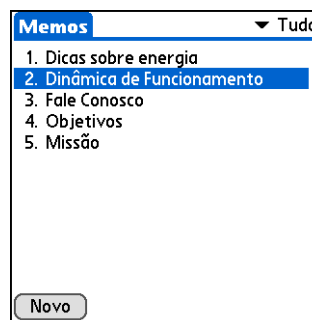 Memos
Tudo
1. Dicas sobre energia
2. Dinâmica de Funcionamento
3. Fale Conosco
4. Objetivos
5. Missão
Novo